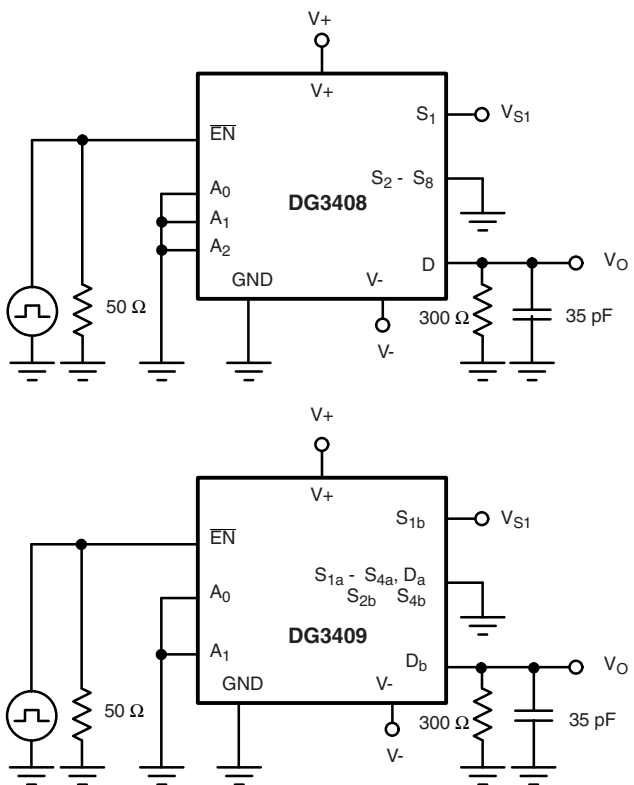 V+
V+
EN
S1
VS1
A0
A1
A2
S2 - S8
DG3408
D
VO
GND
V-
50 Ω
300 Ω
35 pF
V-
V+
V+
EN
S1b
VS1
A0
S1a - S4a, Da
S2b S4b
DG3409
A1
Db
VO
GND
V-
50 Ω
300 Ω
35 pF
V-